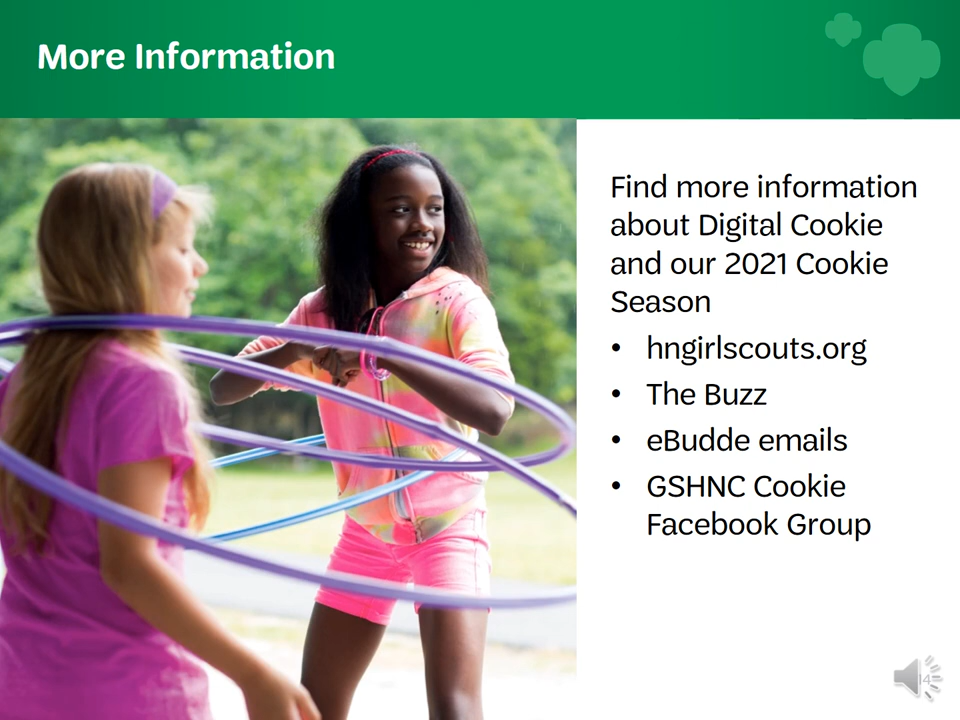 More Information
Find more information
about Digital Cookie
and our 2021 Cookie
Season
• hngirlscouts.org
• The Buzz
• eBudde emails
• GSHNC Cookie
Facebook Group
14